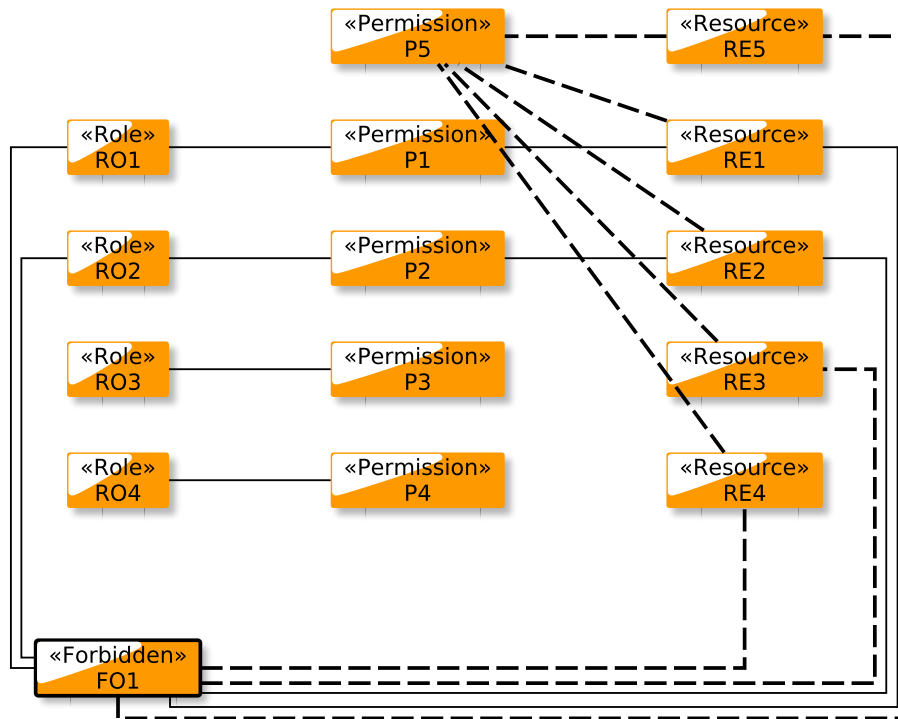 «Permission»
P5
«Resource»
RE5
«Role»
RO1
«Permission»
P1
«Resource»
RE1
«Role»
RO2
«Permission»
P2
«Resource»
RE2
«Role»
RO3
«Permission»
P3
«Resource»
RE3
«Role»
RO4
«Permission»
P4
«Resource»
RE4
«Forbidden»
FO1